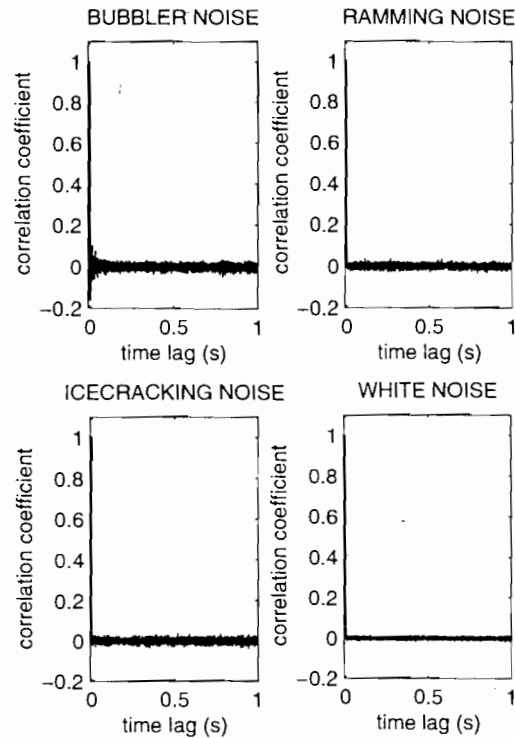 BUBBLER NOISE
correlation coefficient
1
0.8
0.6
0.4
0.2
0
−0.2
0 0.5 1
time lag (s)
RAMMING NOISE
correlation coefficient
1
0.8
0.6
0.4
0.2
0
−0.2
0 0.5 1
time lag (s)
ICECRACKING NOISE
correlation coefficient
1
0.8
0.6
0.4
0.2
0
−0.2
0 0.5 1
time lag (s)
WHITE NOISE
correlation coefficient
1
0.8
0.6
0.4
0.2
0
−0.2
0 0.5 1
time lag (s)